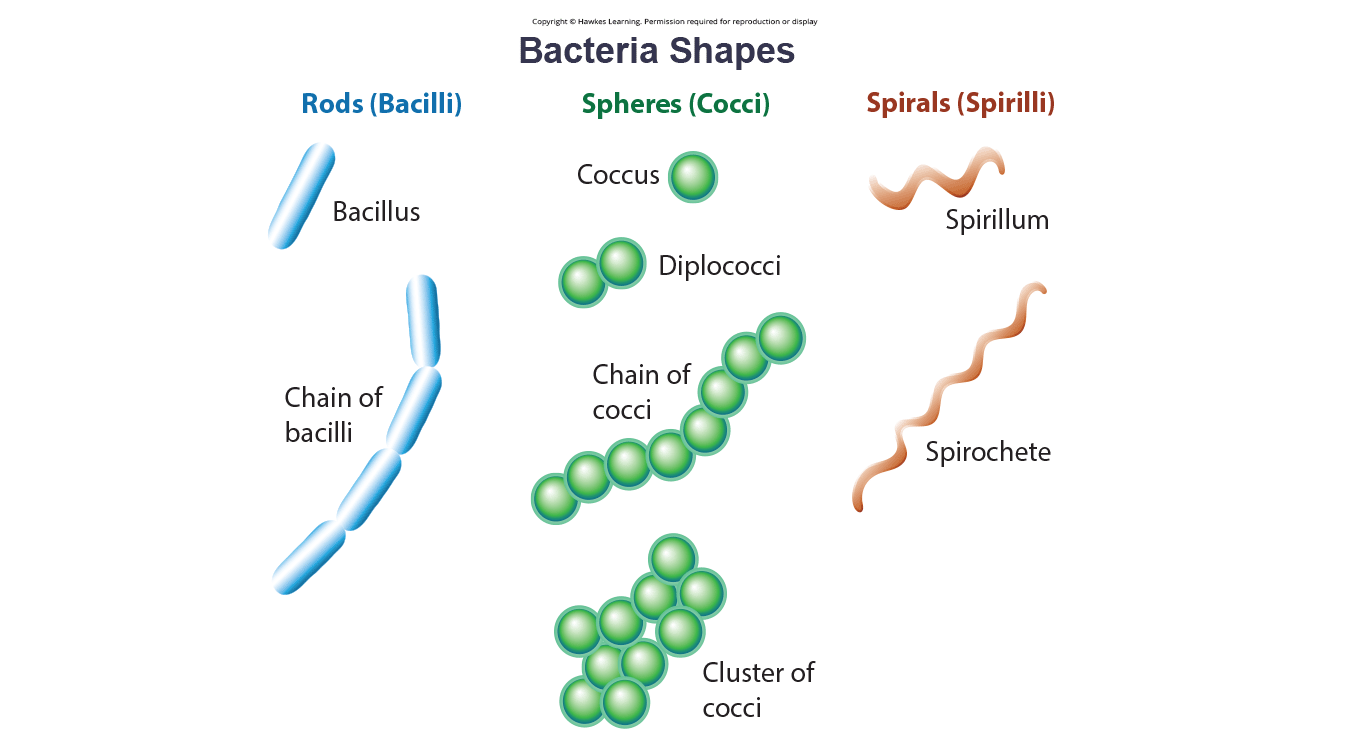 Copyright © Hawkes Learning. Permission required for reproduction or display
Bacteria Shapes
Rods (Bacilli)
Bacillus
Chain of
bacilli
Spheres (Cocci)
Coccus
Diplococci
Chain of
cocci
Cluster of
cocci
Spirals (Spirilli)
Spirillum
Spirochete